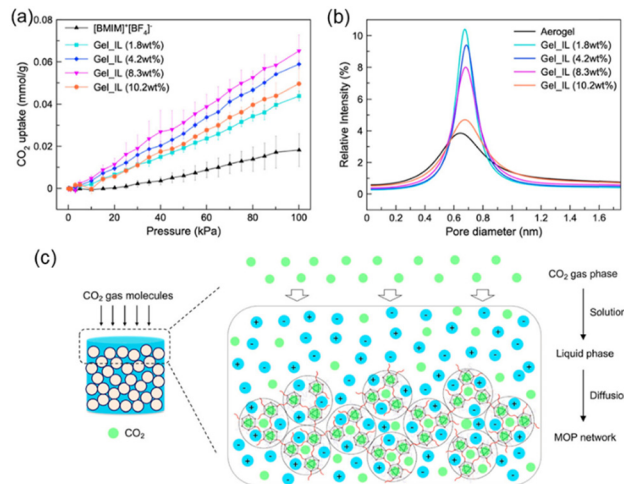 (a)
[BMIM]⁺[BF₄]⁻
Gel_IL (1.8wt%)
Gel_IL (4.2wt%)
Gel_IL (8.3wt%)
Gel_IL (10.2wt%)
CO₂ uptake (mmol/g)
0.08
0.06
0.04
0.02
0
0 20 40 60 80 100
Pressure (kPa)
(b)
Aerogel
Gel_IL (1.8wt%)
Gel_IL (4.2wt%)
Gel_IL (8.3wt%)
Gel_IL (10.2wt%)
Relative Intensity (%)
12
10
8
6
4
2
0
0 0.2 0.4 0.6 0.8 1 1.2 1.4 1.6
Pore diameter (nm)
(c)
CO₂ gas molecules
CO₂
CO₂ gas phase
Solution
Liquid phase
Diffusion
MOP network